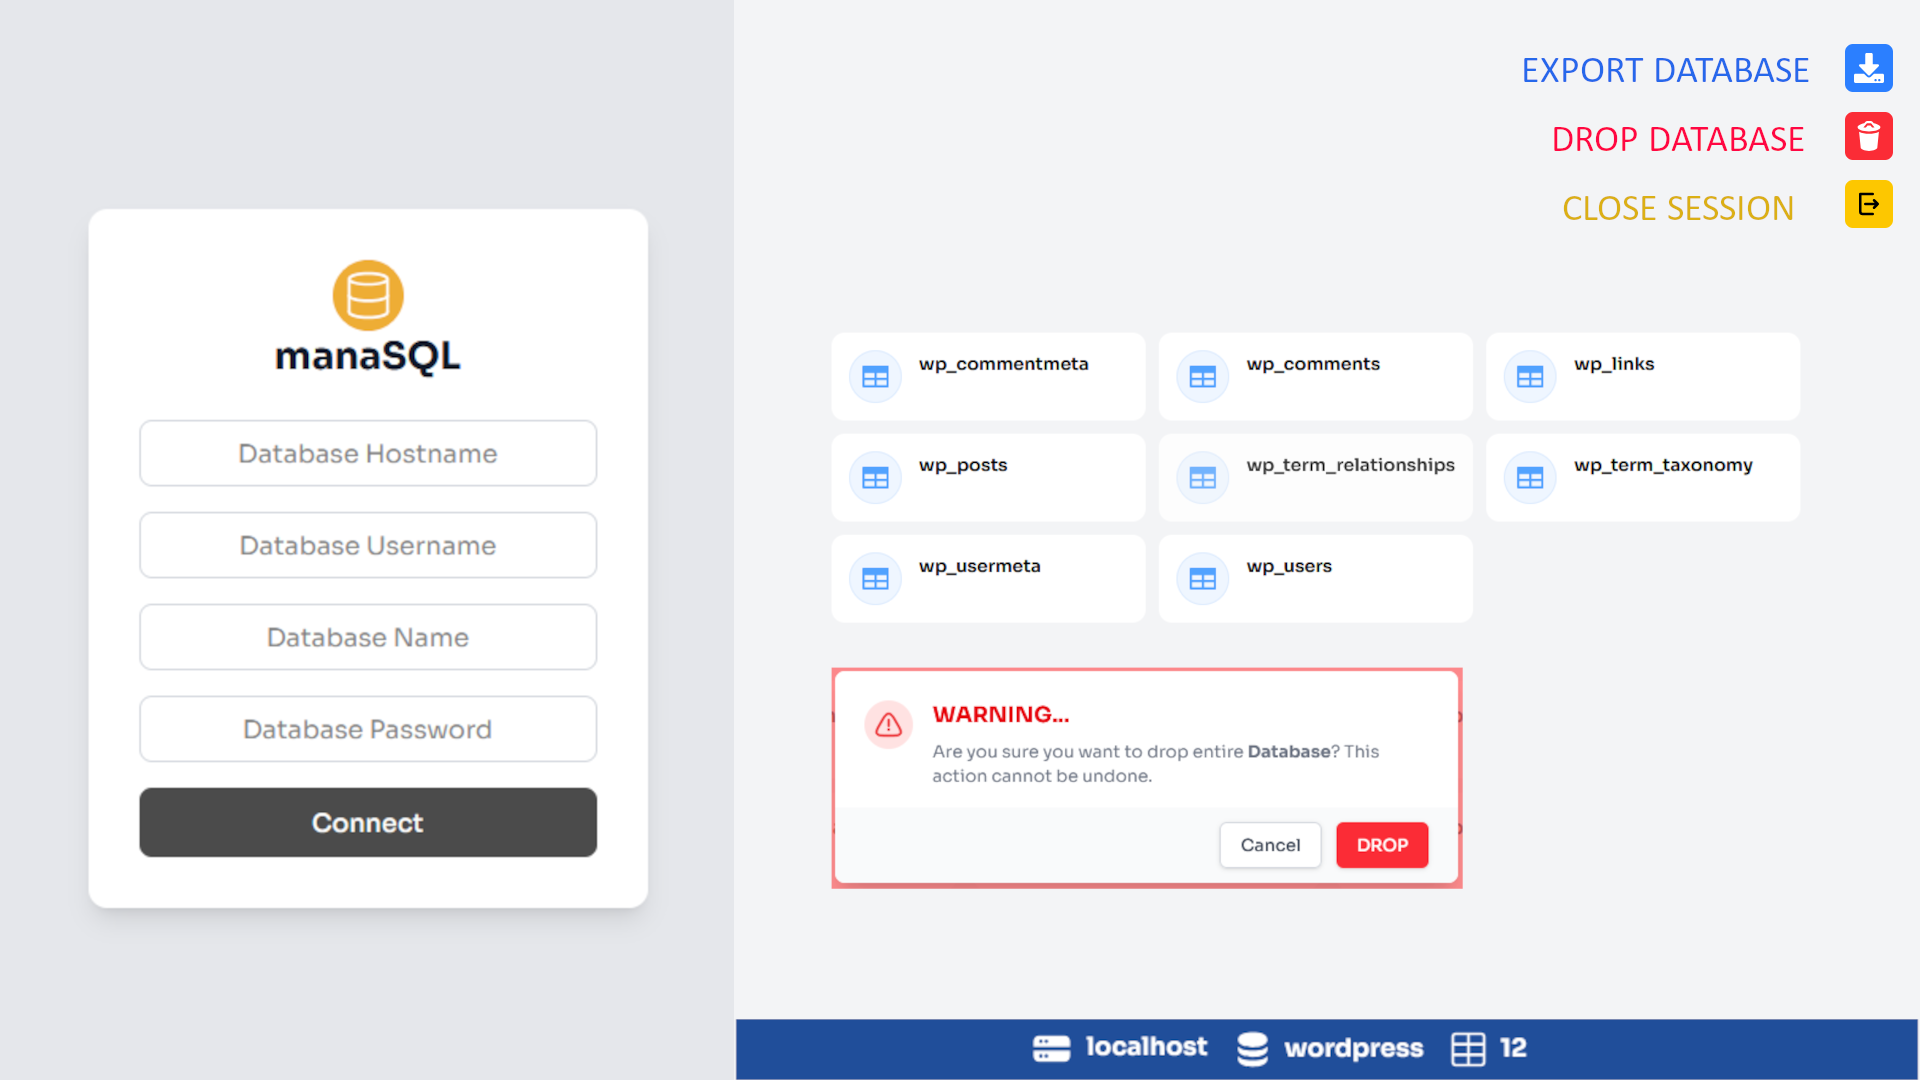 manaSQL
Database Hostname
Database Username
Database Name
Database Password
Connect
EXPORT DATABASE
DROP DATABASE
CLOSE SESSION
wp_commentmeta
wp_comments
wp_links
wp_posts
wp_term_relationships
wp_term_taxonomy
wp_usermeta
wp_users
WARNING...
Are you sure you want to drop entire Database? This
action cannot be undone.
Cancel
DROP
localhost
wordpress
12